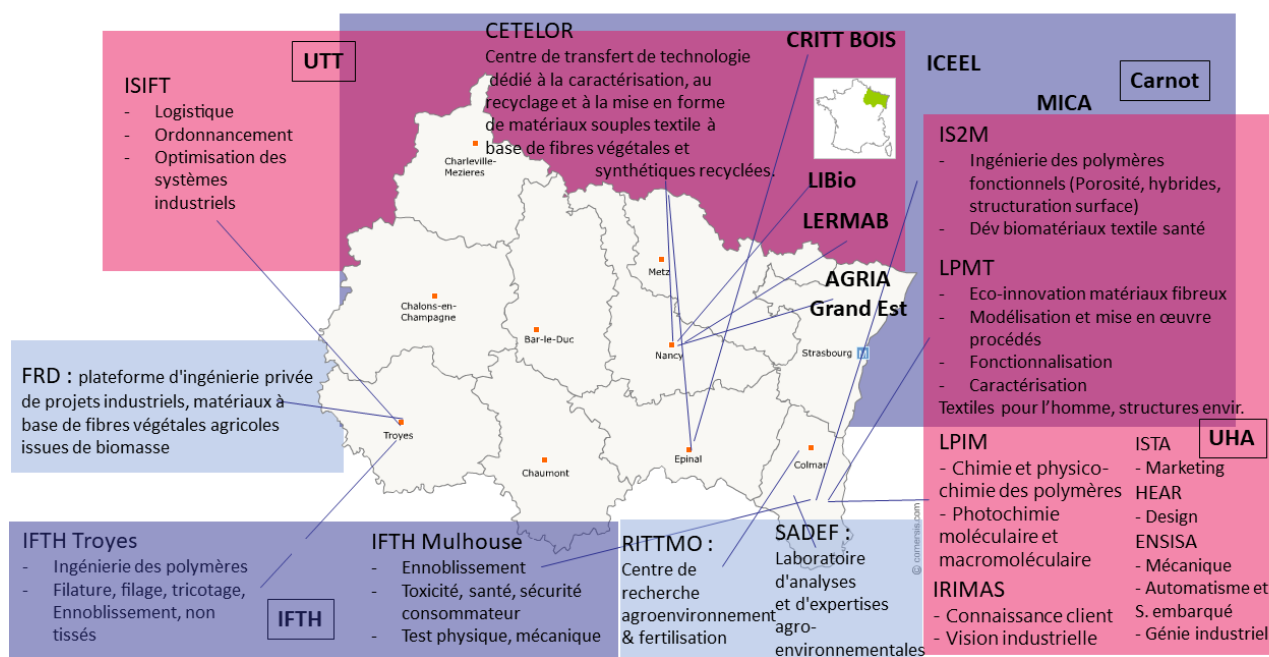 UTT
ISIFT
- Logistique
- Ordonnancement
- Optimisation des
systèmes
industriels
CETELOR
Centre de transfert de technologie
dédié à la caractérisation, au
recyclage et à la mise en forme
de matériaux souples textile à
base de fibres végétales et
synthétiques recyclées.
CRITT BOIS
LIBio
LERMAB
AGRIA
Grand Est
ICEEL
Carnot
MICA
IS2M
- Ingénierie des polymères
fonctionnels (Porosité, hybrides,
structuration surface)
- Dév biomatériaux textile santé
LPMT
- Eco-innovation matériaux fibreux
- Modélisation et mise en œuvre
procédés
- Fonctionnalisation
- Caractérisation
Textiles pour l'homme, structures envir.
Charleville-
Mezieres
Metz
Chalons-en-
Champagne
Bar-le-Duc
Nancy
Strasbourg
Troyes
Chaumont
Epinal
Colmar
© comersis.com
FRD : plateforme d'ingénierie privée
de projets industriels, matériaux à
base de fibres végétales agricoles
issues de biomasse
UHA
LPIM
- Chimie et physico-
chimie des polymères
- Photochimie
moléculaire et
macromoléculaire
IRIMAS
- Connaissance client
- Vision industrielle
ISTA
- Marketing
HEAR
- Design
ENSISA
- Mécanique
- Automatisme et
S. embarqué
- Génie industriel
IFTH Troyes
- Ingénierie des polymères
- Filature, filage, tricotage,
Ennoblissement, non
tissés
IFTH
IFTH Mulhouse
- Ennoblissement
- Toxicité, santé, sécurité
consommateur
- Test physique, mécanique
RITTMO :
Centre de
recherche
agroenvironnement
& fertilisation
SADEF :
Laboratoire
d'analyses
et d'expertises
agro-
environnementales